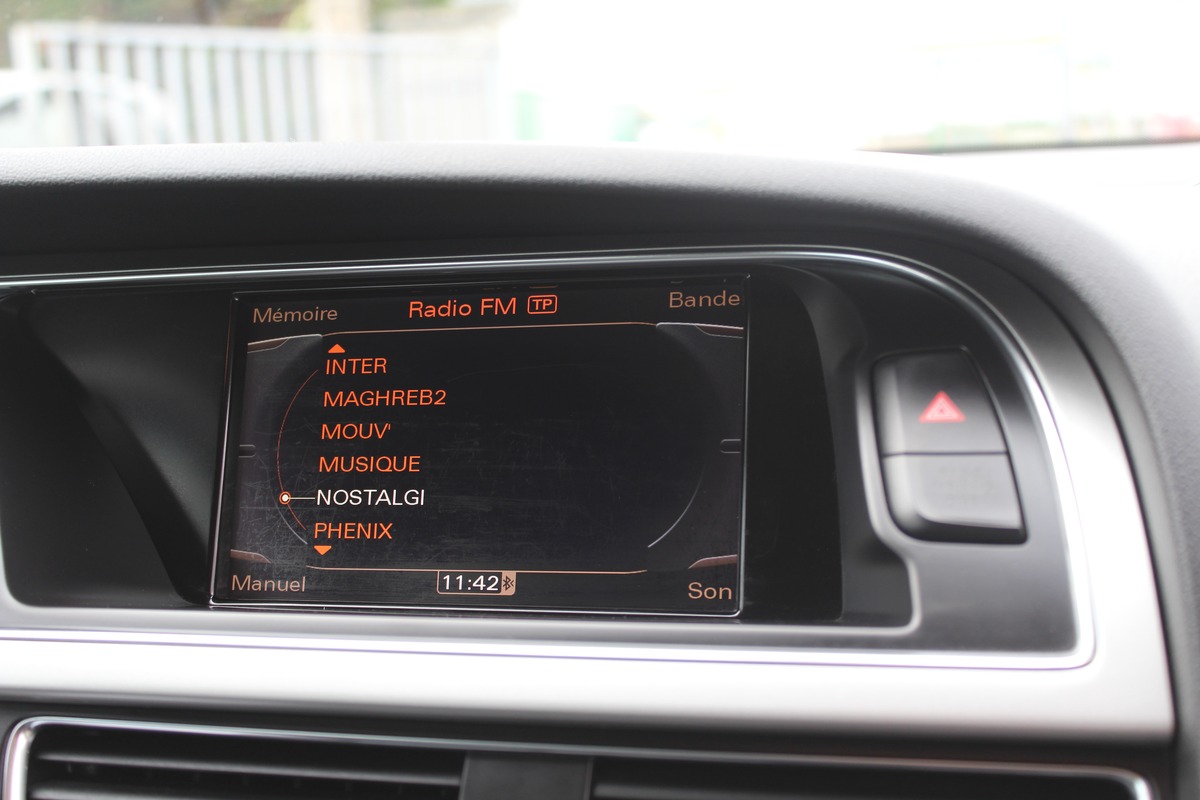 Mémoire Radio FM TP Bande
INTER
MAGHREB2
MOUV'
MUSIQUE
NOSTALGI
PHENIX
Manuel 11:42 Son